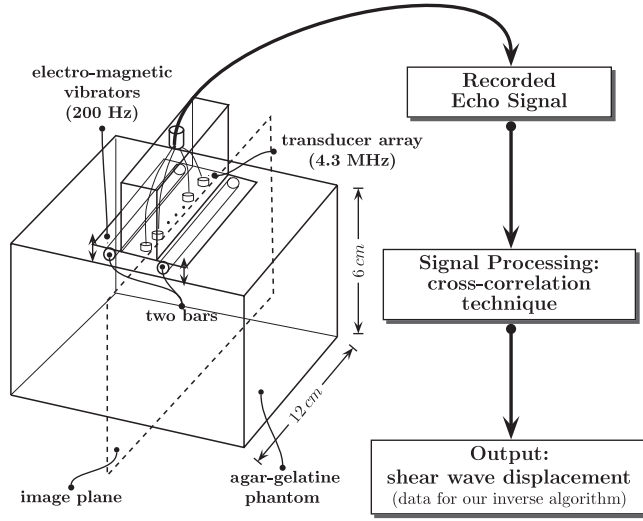 electro-magnetic
vibrators
(200 Hz)
transducer array
(4.3 MHz)
two bars
6 cm
12 cm
image plane
agar-gelatine
phantom
Recorded
Echo Signal
Signal Processing:
cross-correlation
technique
Output:
shear wave displacement
(data for our inverse algorithm)